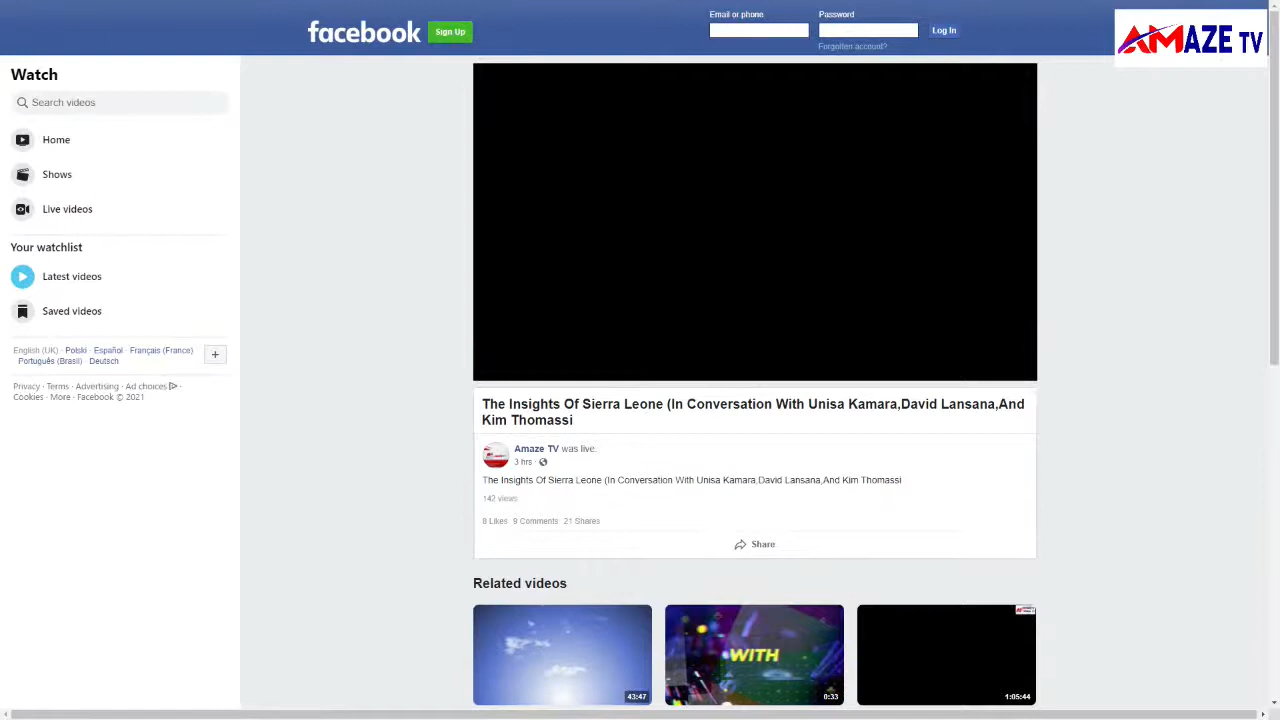 facebook
Sign Up
Email or phone
Password
Log In
Forgotten account?
AMAZE TV
Watch
Search videos
Home
Shows
Live videos
Your watchlist
Latest videos
Saved videos
English (UK) · Polski · Español · Français (France) ·
Português (Brasil) · Deutsch
+
Privacy · Terms · Advertising · Ad choices ·
Cookies · More · Facebook © 2021
The Insights Of Sierra Leone (In Conversation With Unisa Kamara,David Lansana,And
Kim Thomassi
Amaze TV was live.
3 hrs ·
The Insights Of Sierra Leone (In Conversation With Unisa Kamara,David Lansana,And Kim Thomassi
142 views
8 Likes 9 Comments 21 Shares
Share
Related videos
43:47
WITH
0:33
1:05:44